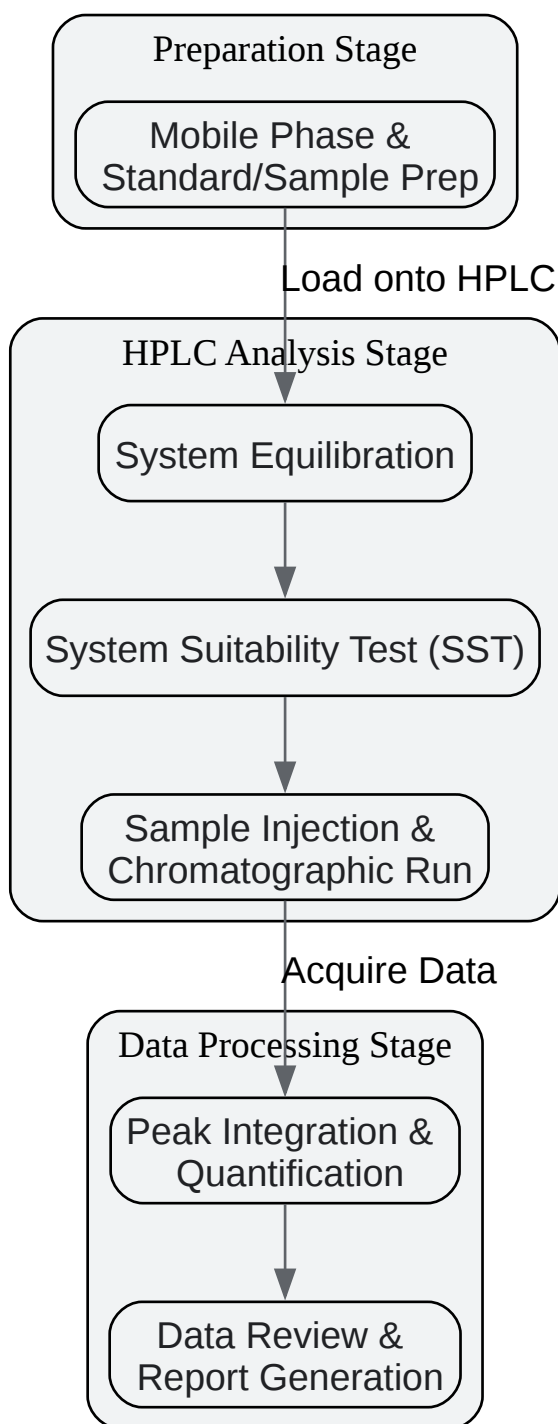 Preparation Stage
Mobile Phase &
Standard/Sample Prep
Load onto HPLC
HPLC Analysis Stage
System Equilibration
System Suitability Test (SST)
Sample Injection &
Chromatographic Run
Acquire Data
Data Processing Stage
Peak Integration &
Quantification
Data Review &
Report Generation